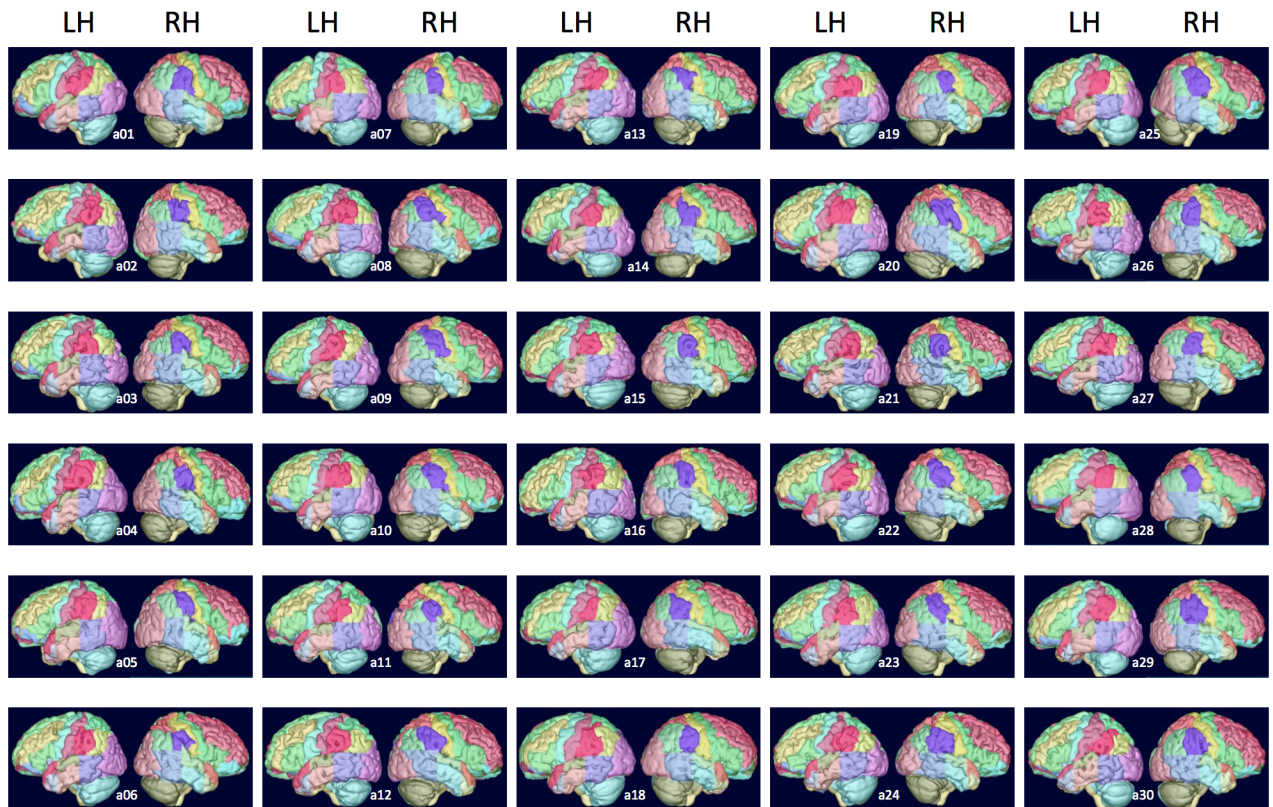 LH RH LH RH LH RH LH RH LH RH
a01 a07 a13 a19 a25
a02 a08 a14 a20 a26
a03 a09 a15 a21 a27
a04 a10 a16 a22 a28
a05 a11 a17 a23 a29
a06 a12 a18 a24 a30